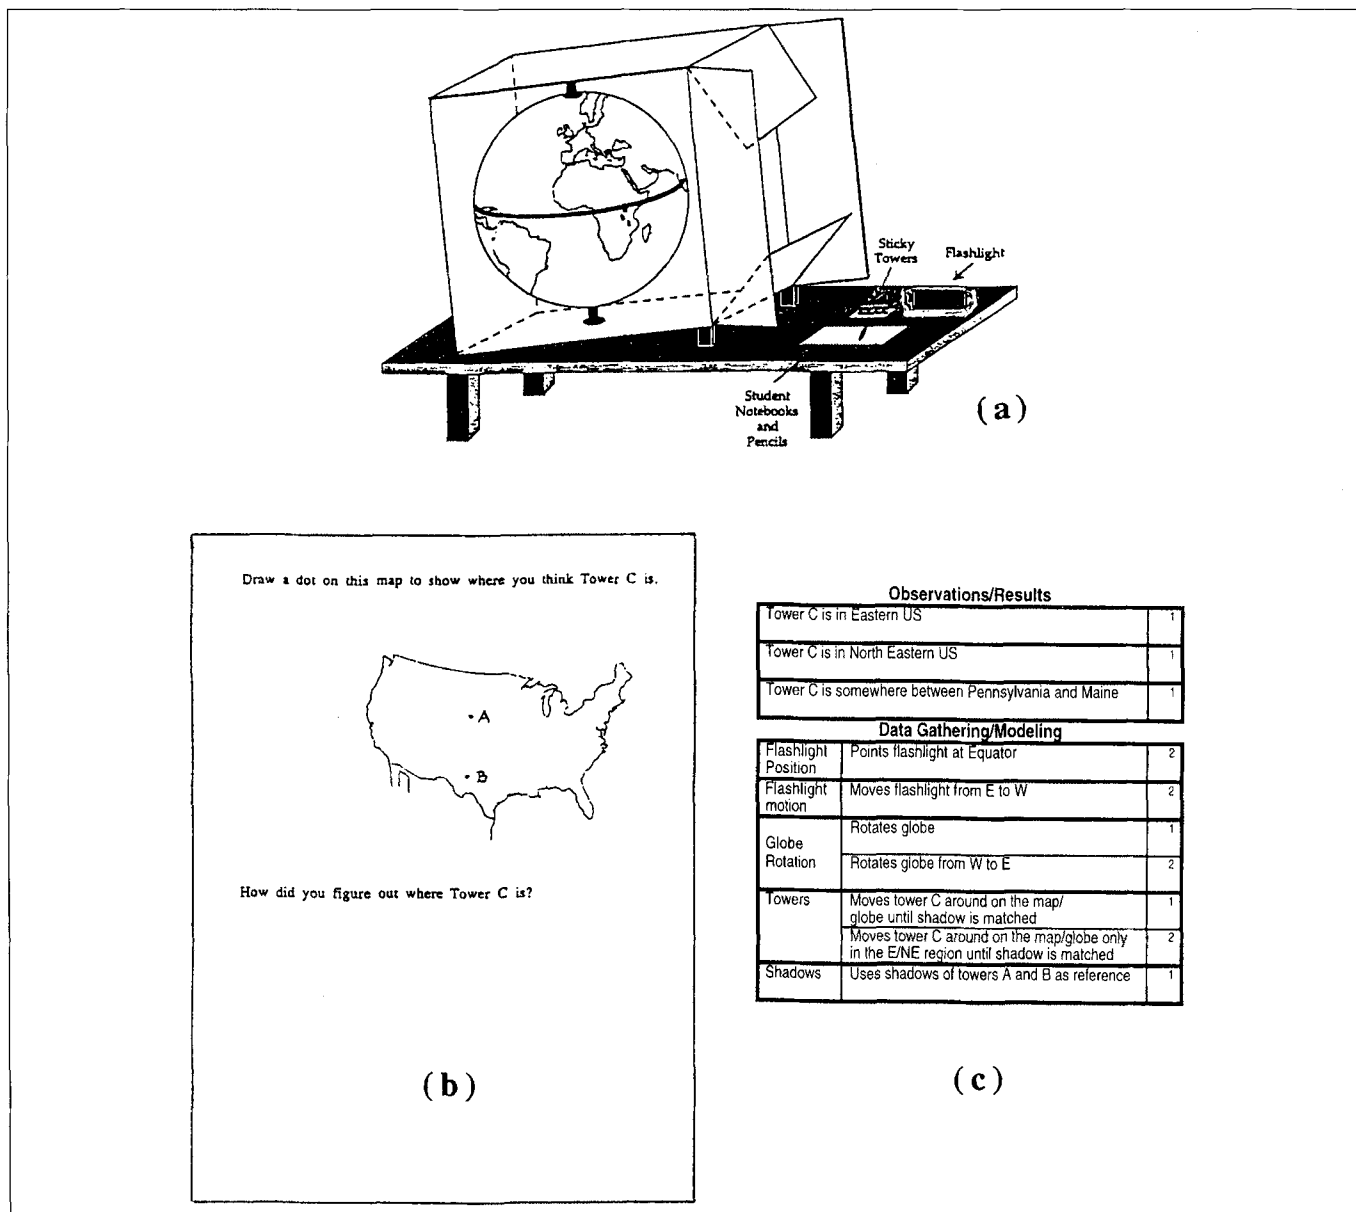 Sticky
Towers
Flashlight
Student
Notebooks
and
Pencils
(a)
Draw a dot on this map to show where you think Tower C is.
A
B
How did you figure out where Tower C is?
(b)
Observations/Results
Tower C is in Eastern US 1
Tower C is in North Eastern US 1
Tower C is somewhere between Pennsylvania and Maine 1
Data Gathering/Modeling
Flashlight Position Points flashlight at Equator 2
Flashlight motion Moves flashlight from E to W 2
Globe Rotation Rotates globe 1
Rotates globe from W to E 2
Towers Moves tower C around on the map/
globe until shadow is matched 1
Moves tower C around on the map/globe only 2
in the E/NE region until shadow is matched
Shadows Uses shadows of towers A and B as reference 1
(c)